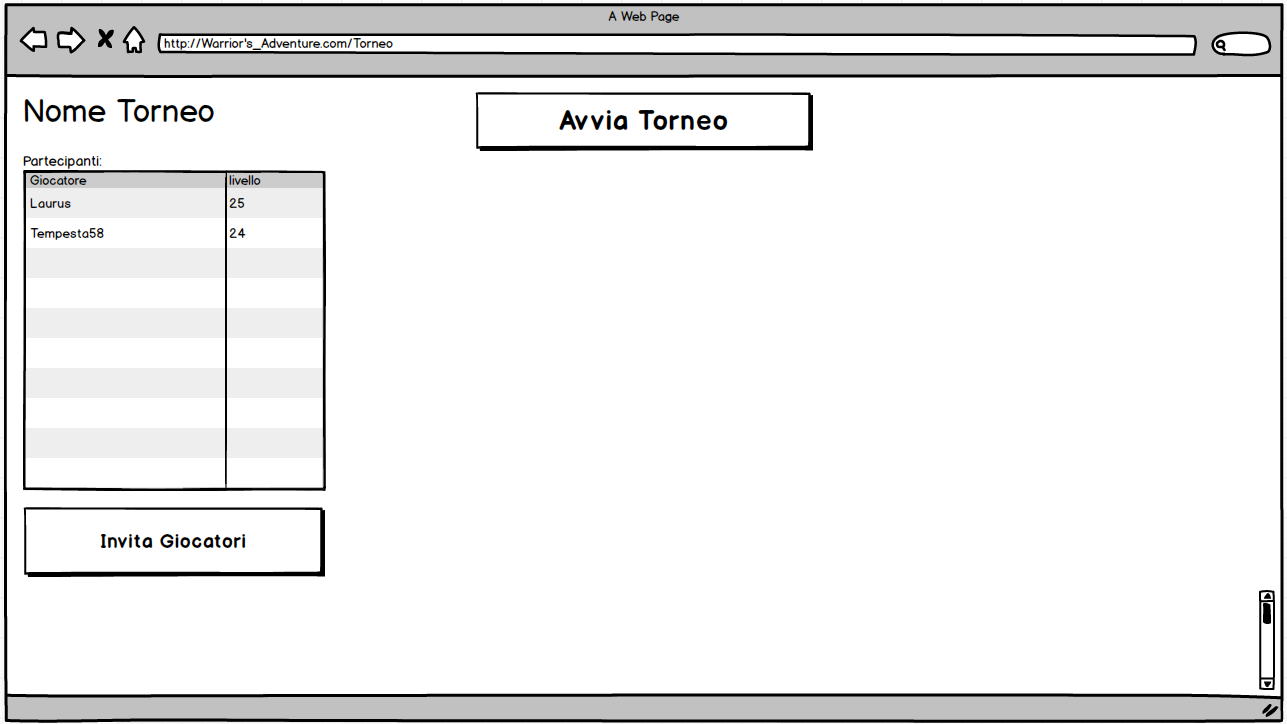 A Web Page
http://Warrior's_Adventure.com/Torneo
Nome Torneo
Avvia Torneo
Partecipanti:
Giocatore livello
Laurus 25
Tempesta58 24
Invita Giocatori